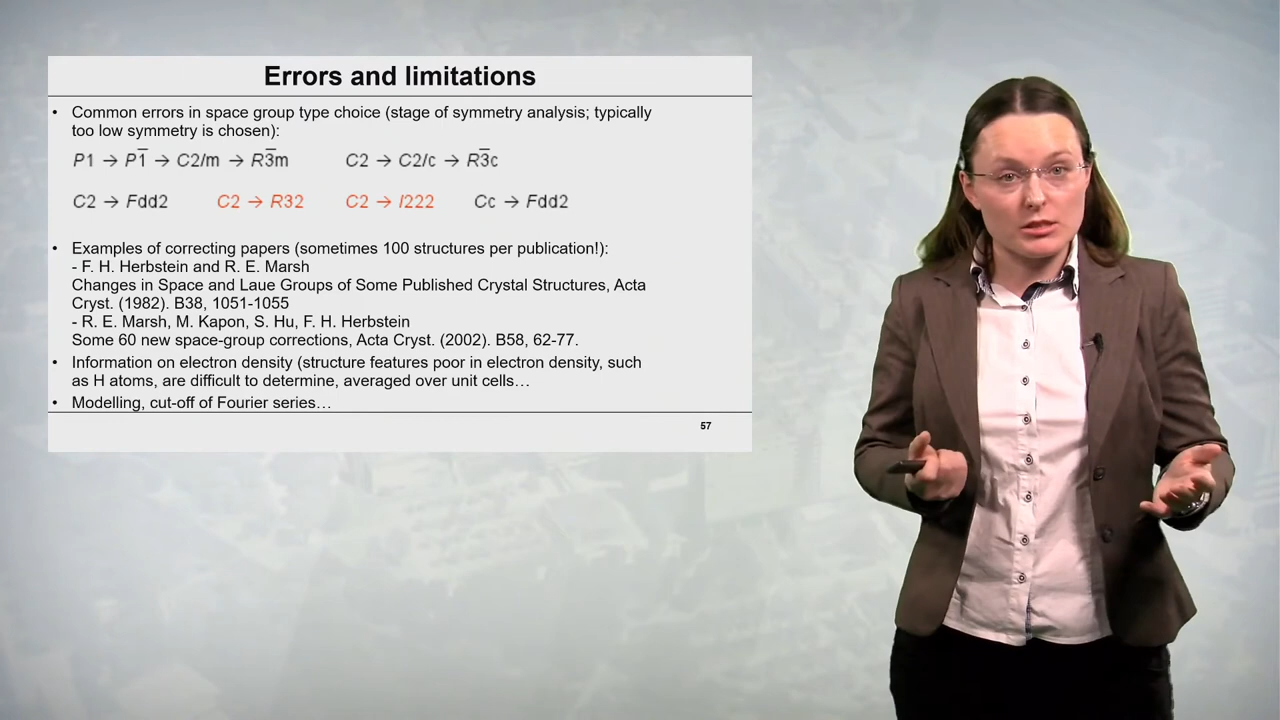 Errors and limitations
• Common errors in space group type choice (stage of symmetry analysis; typically
too low symmetry is chosen):
P1 → P1̅ → C2/m → R3̅m C2 → C2/c → R3̅c
C2 → Fdd2 C2 → R32 C2 → I222 Cc → Fdd2
• Examples of correcting papers (sometimes 100 structures per publication!):
- F. H. Herbstein and R. E. Marsh
Changes in Space and Laue Groups of Some Published Crystal Structures, Acta
Cryst. (1982). B38, 1051-1055
- R. E. Marsh, M. Kapon, S. Hu, F. H. Herbstein
Some 60 new space-group corrections, Acta Cryst. (2002). B58, 62-77.
• Information on electron density (structure features poor in electron density, such
as H atoms, are difficult to determine, averaged over unit cells…
• Modelling, cut-off of Fourier series…
57